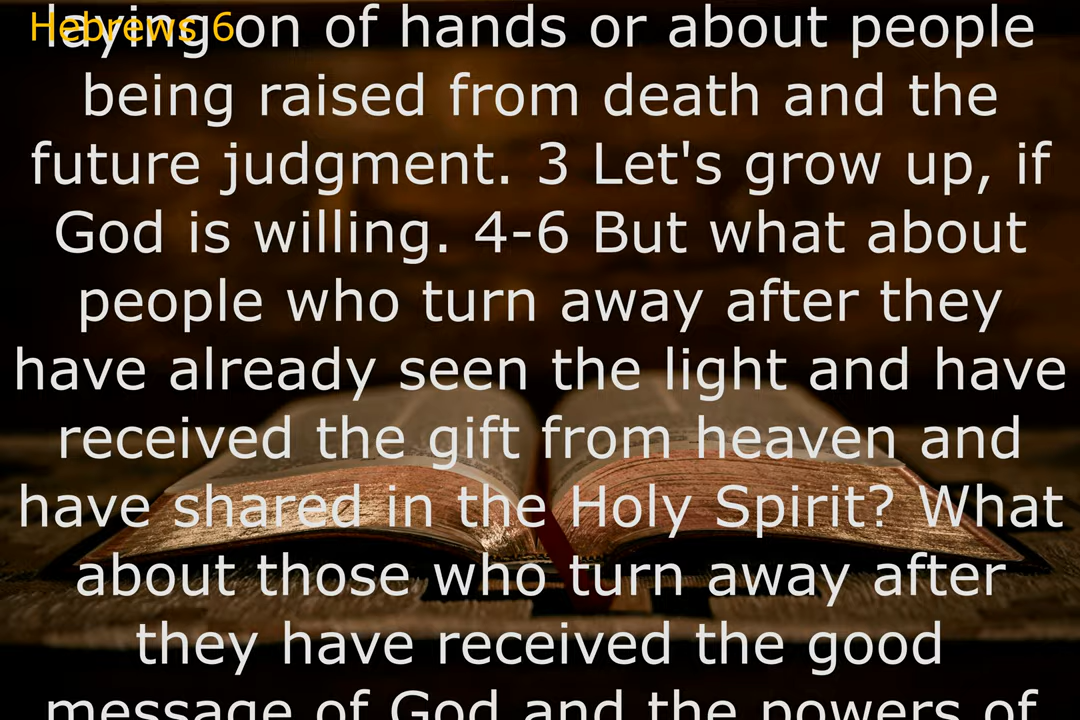 Hebrews 6
laying on of hands or about people
being raised from death and the
future judgment. 3 Let's grow up, if
God is willing. 4-6 But what about
people who turn away after they
have already seen the light and have
received the gift from heaven and
have shared in the Holy Spirit? What
about those who turn away after
they have received the good
message of God and the powers of